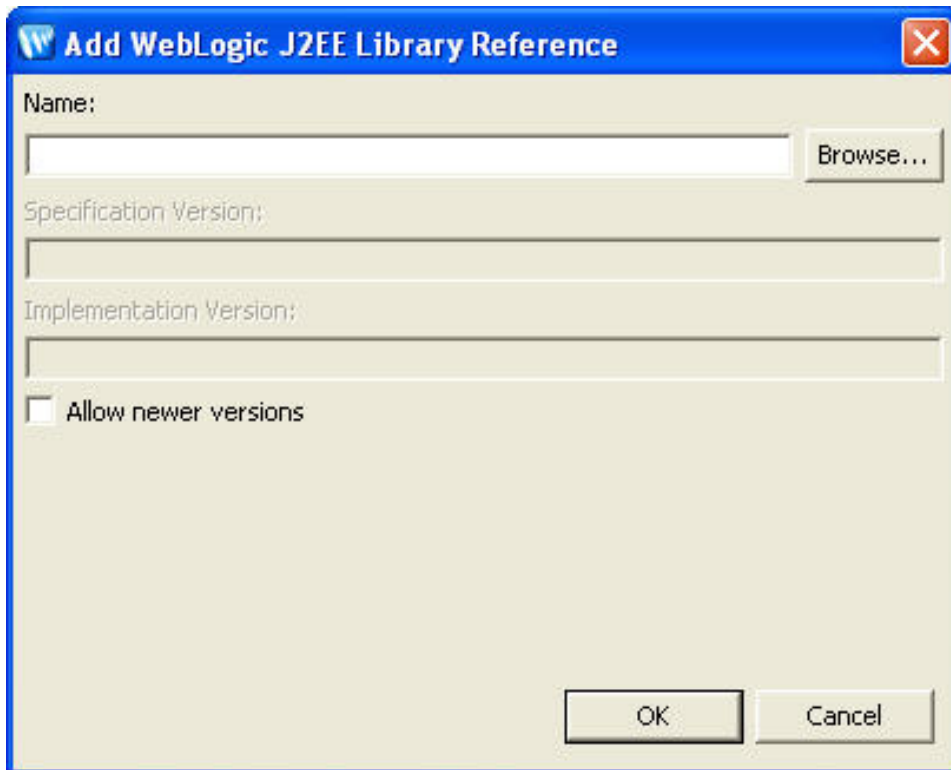 Add WebLogic J2EE Library Reference
Name:
Browse...
Specification Version:
Implementation Version:
Allow newer versions
OK Cancel